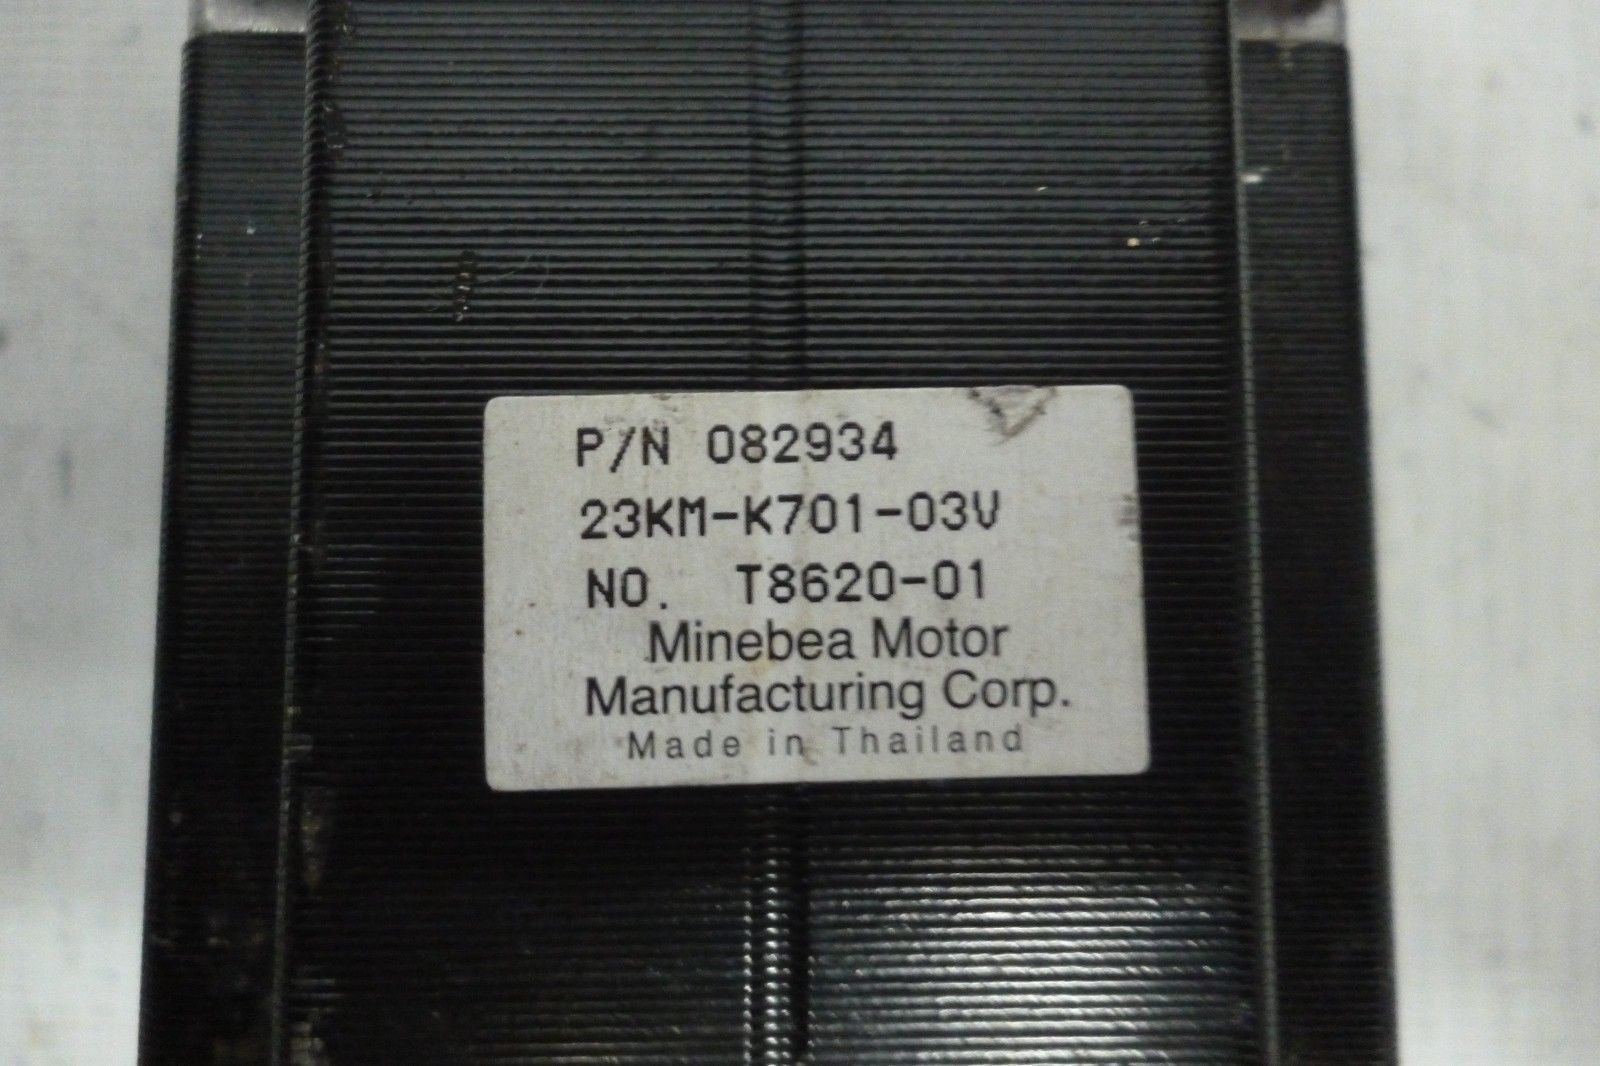 P/N 082934
23KM-K701-03V
NO. T8620-01
Minebea Motor
Manufacturing Corp.
Made in Thailand